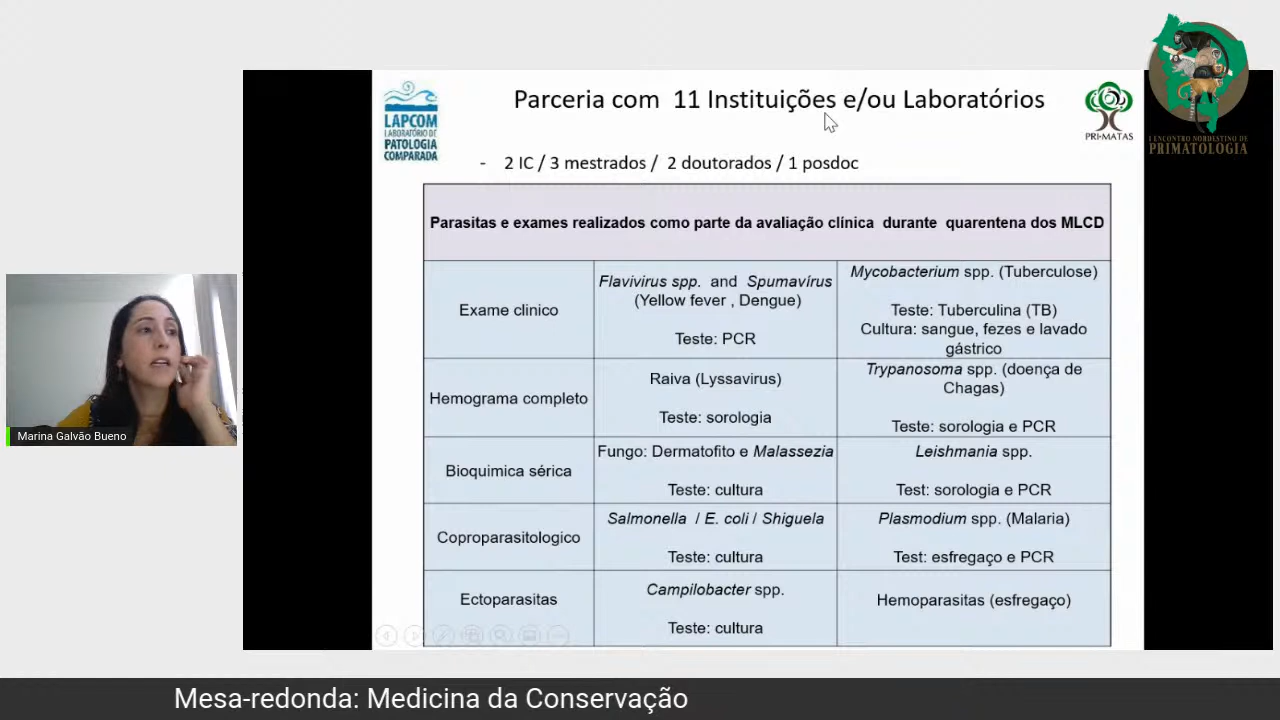 Parceria com 11 Instituições e/ou Laboratórios
LAPCOM
LABORATÓRIO DE
PATOLOGIA
COMPARADA
PRI-MATAS
I ENCONTRO NORDESTINO DE
PRIMATOLOGIA
- 2 IC / 3 mestrados / 2 doutorados / 1 posdoc
Parasitas e exames realizados como parte da avaliação clínica durante quarentena dos MLCD
Exame clinico
Flavivirus spp. and Spumavírus
(Yellow fever , Dengue)
Teste: PCR
Mycobacterium spp. (Tuberculose)
Teste: Tuberculina (TB)
Cultura: sangue, fezes e lavado
gástrico
Hemograma completo
Raiva (Lyssavirus)
Teste: sorologia
Trypanosoma spp. (doença de
Chagas)
Teste: sorologia e PCR
Bioquimica sérica
Fungo: Dermatofito e Malassezia
Teste: cultura
Leishmania spp.
Test: sorologia e PCR
Coproparasitologico
Salmonella / E. coli / Shiguela
Teste: cultura
Plasmodium spp. (Malaria)
Test: esfregaço e PCR
Ectoparasitas
Campilobacter spp.
Teste: cultura
Hemoparasitas (esfregaço)
Marina Galvão Bueno
Mesa-redonda: Medicina da Conservação